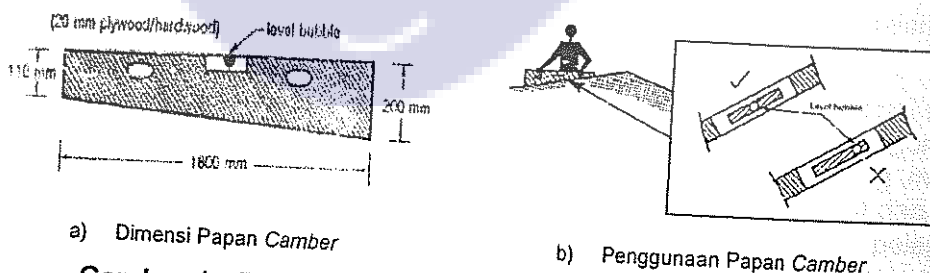 (20 mm plywood/hardwood)
level bubble
110 mm
200 mm
1800 mm
a) Dimensi Papan Camber
Level bubble
b) Penggunaan Papan Camber